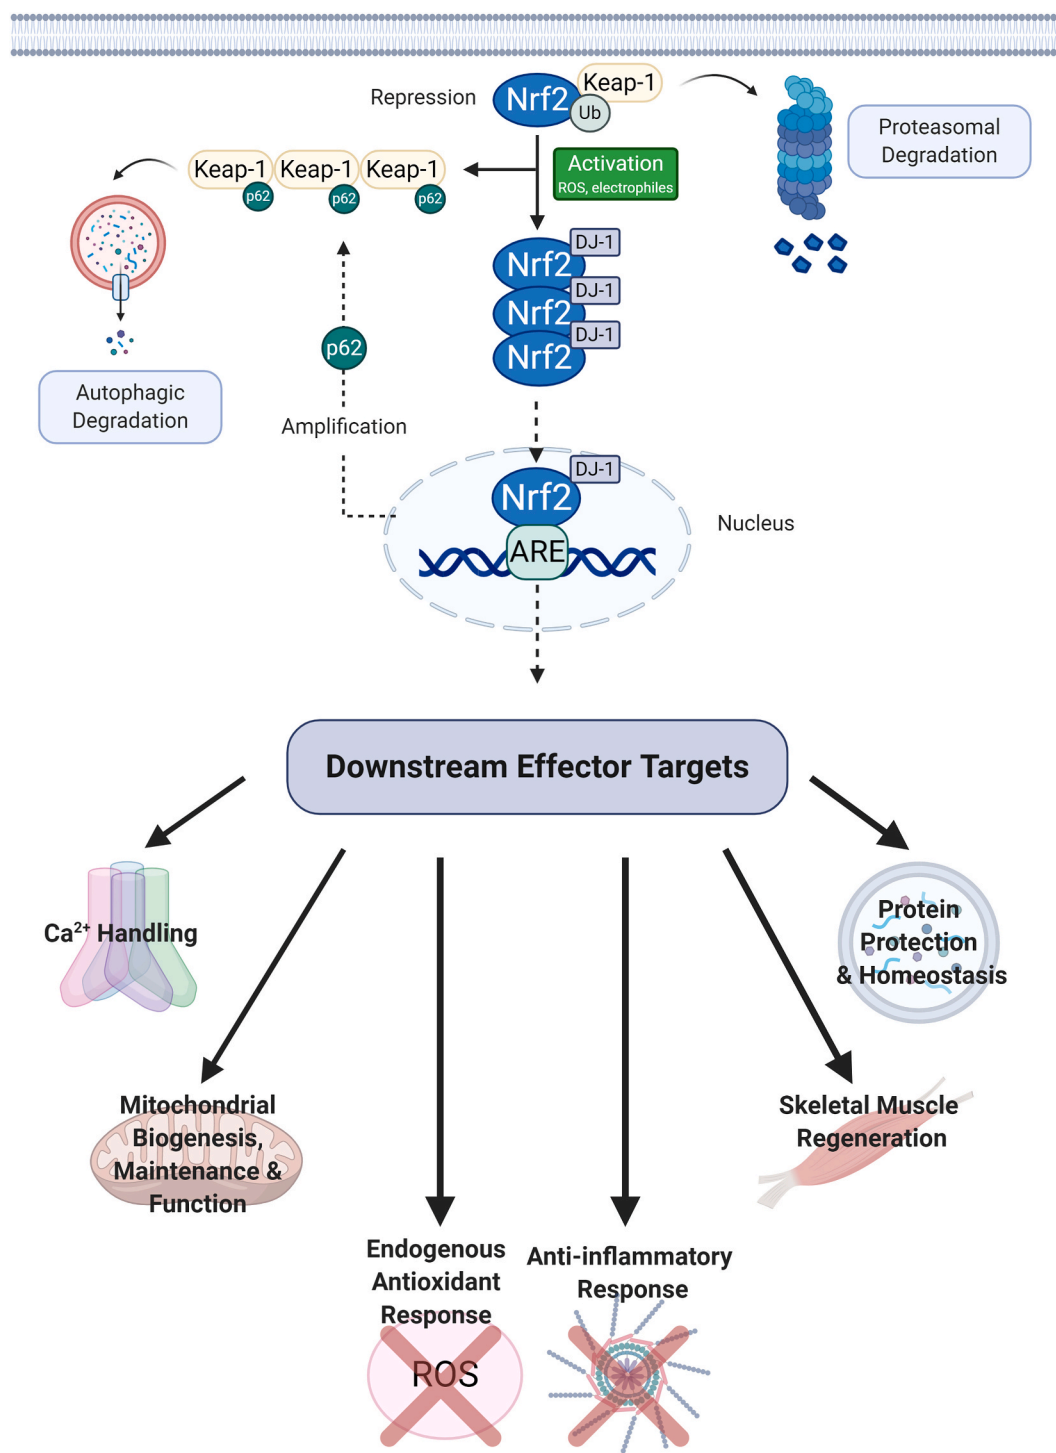 Repression
Nrf2
Keap-1
Ub
Proteasomal
Degradation
Activation
ROS, electrophiles
Keap-1
Keap-1
Keap-1
p62
p62
p62
DJ-1
Nrf2
DJ-1
Nrf2
DJ-1
Nrf2
p62
Autophagic
Degradation
Amplification
DJ-1
Nrf2
Nucleus
ARE
Downstream Effector Targets
Ca²⁺ Handling
Protein
Protection
& Homeostasis
Mitochondrial
Biogenesis,
Maintenance &
Function
Skeletal Muscle
Regeneration
Endogenous
Antioxidant
Response
ROS
Anti-inflammatory
Response